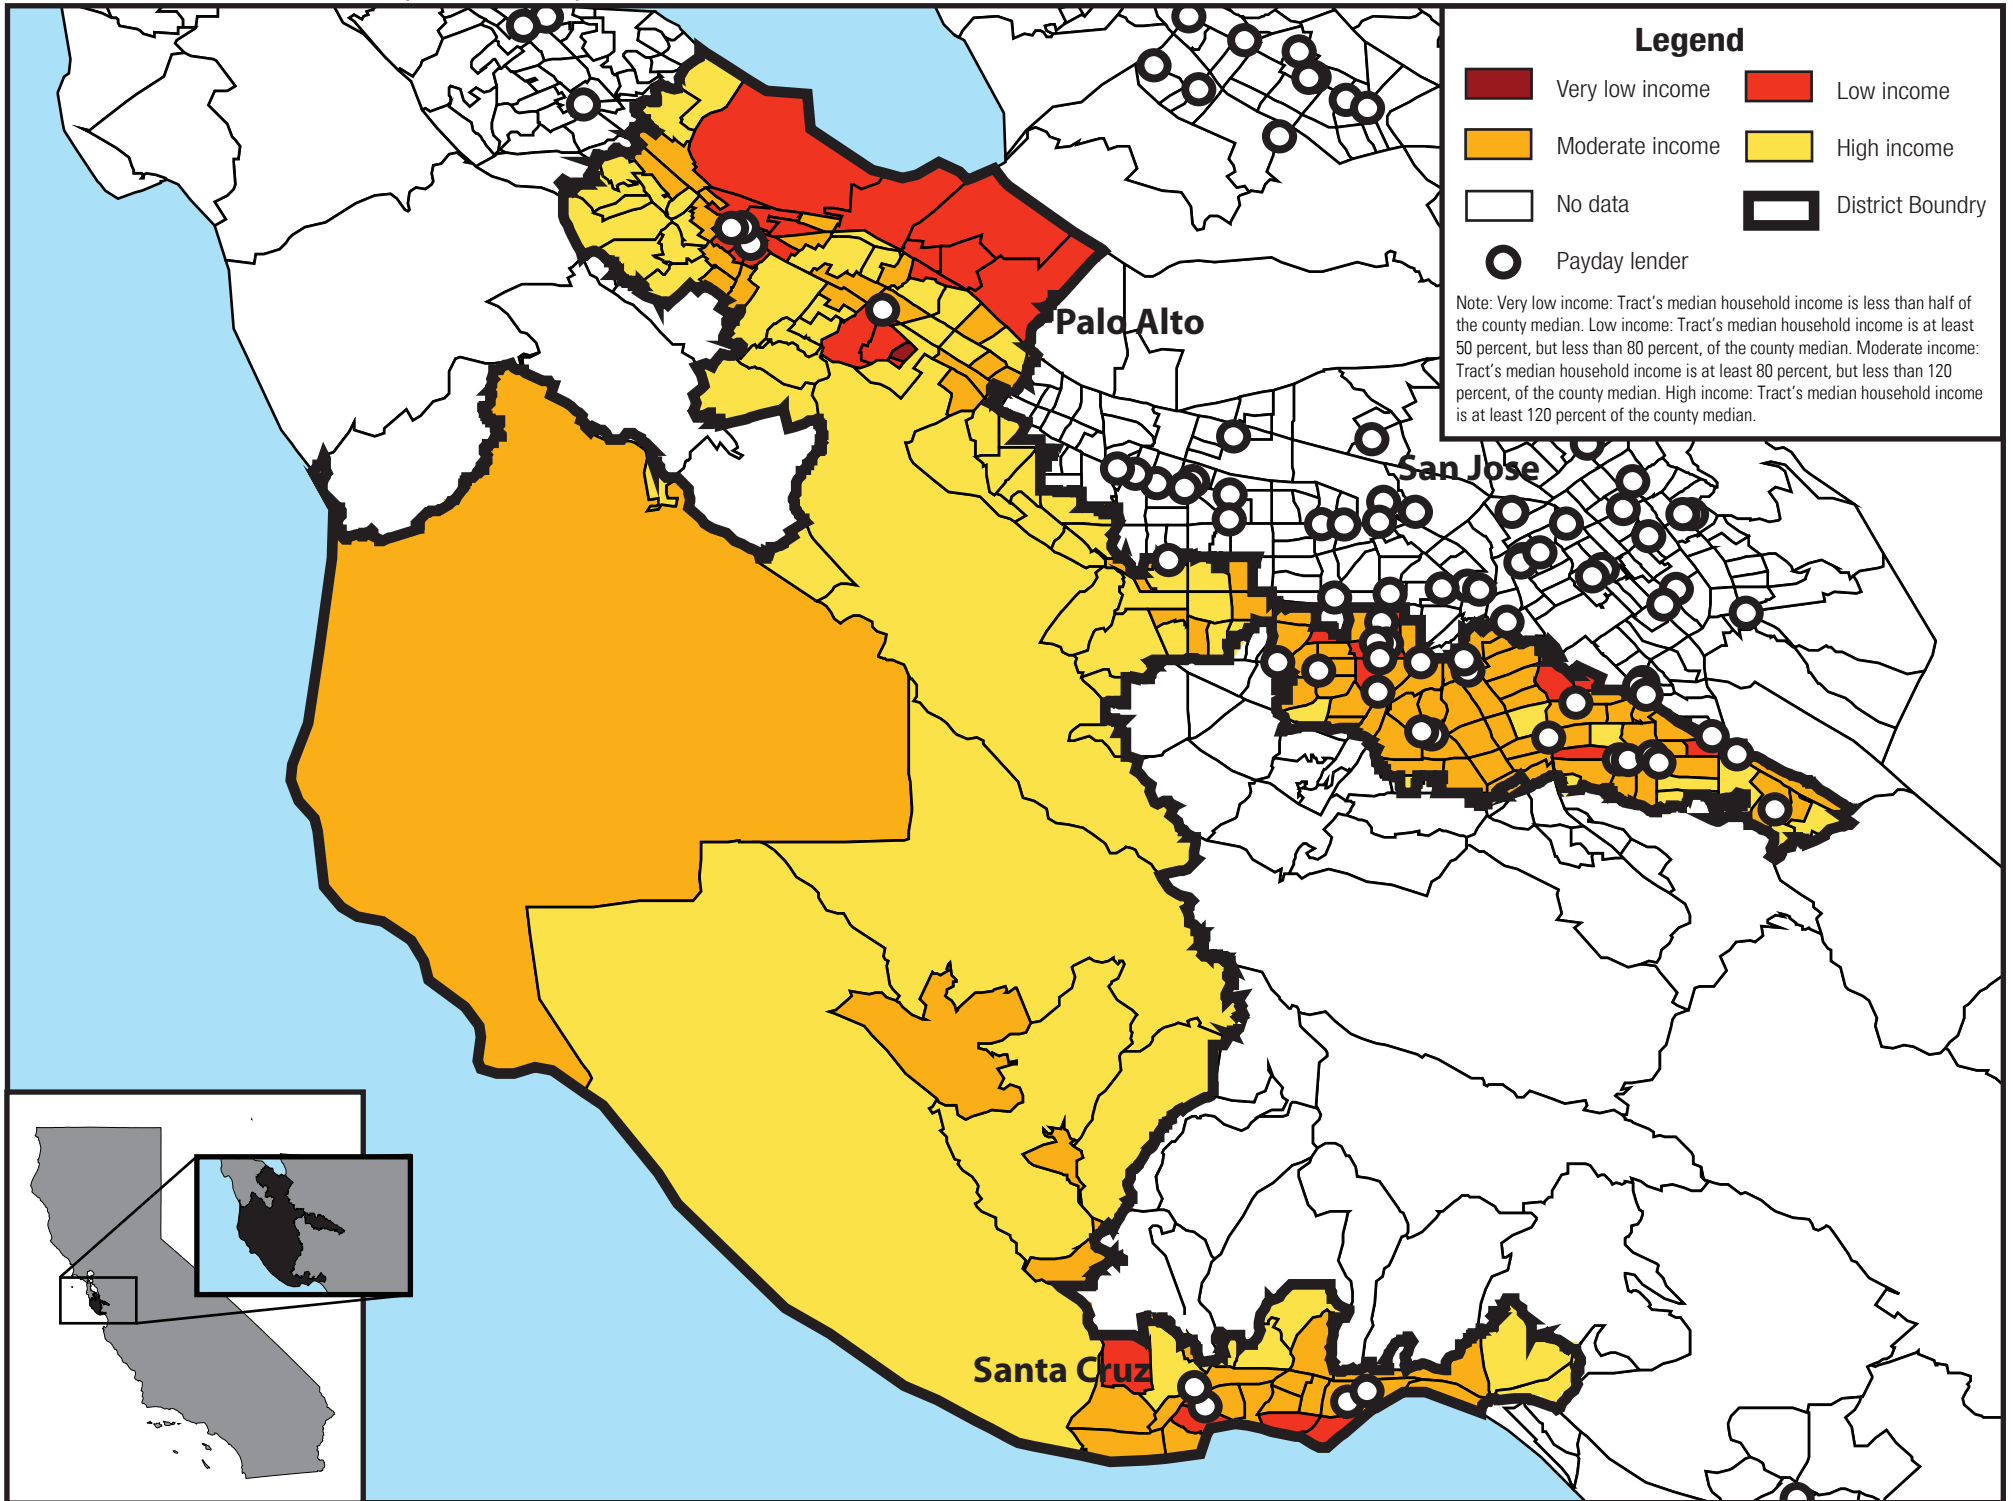 Legend
Very low income
Low income
Moderate income
High income
No data
District Boundry
Payday lender
Note: Very low income: Tract's median household income is less than half of
the county median. Low income: Tract's median household income is at least
50 percent, but less than 80 percent, of the county median. Moderate income:
Tract's median household income is at least 80 percent, but less than 120
percent, of the county median. High income: Tract's median household income
is at least 120 percent of the county median.
Palo Alto
San Jose
Santa Cruz